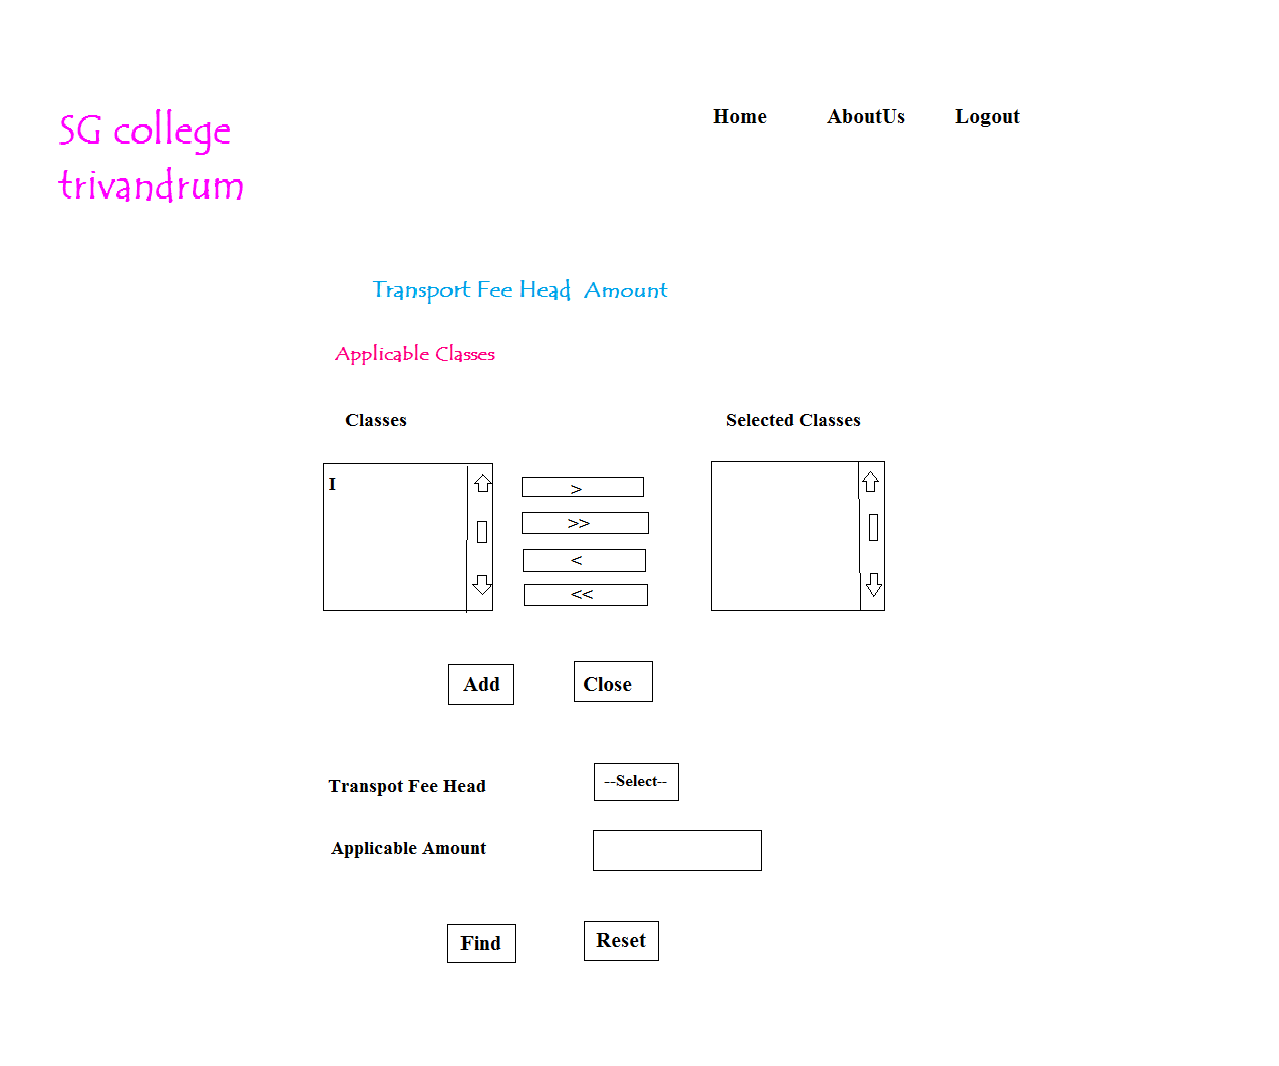 Home AboutUs Logout
SG college
trivandrum
Transport Fee Head Amount
Applicable Classes
Classes Selected Classes
I
>
>>
<
<<
Add Close
Transpot Fee Head --Select--
Applicable Amount
Find Reset